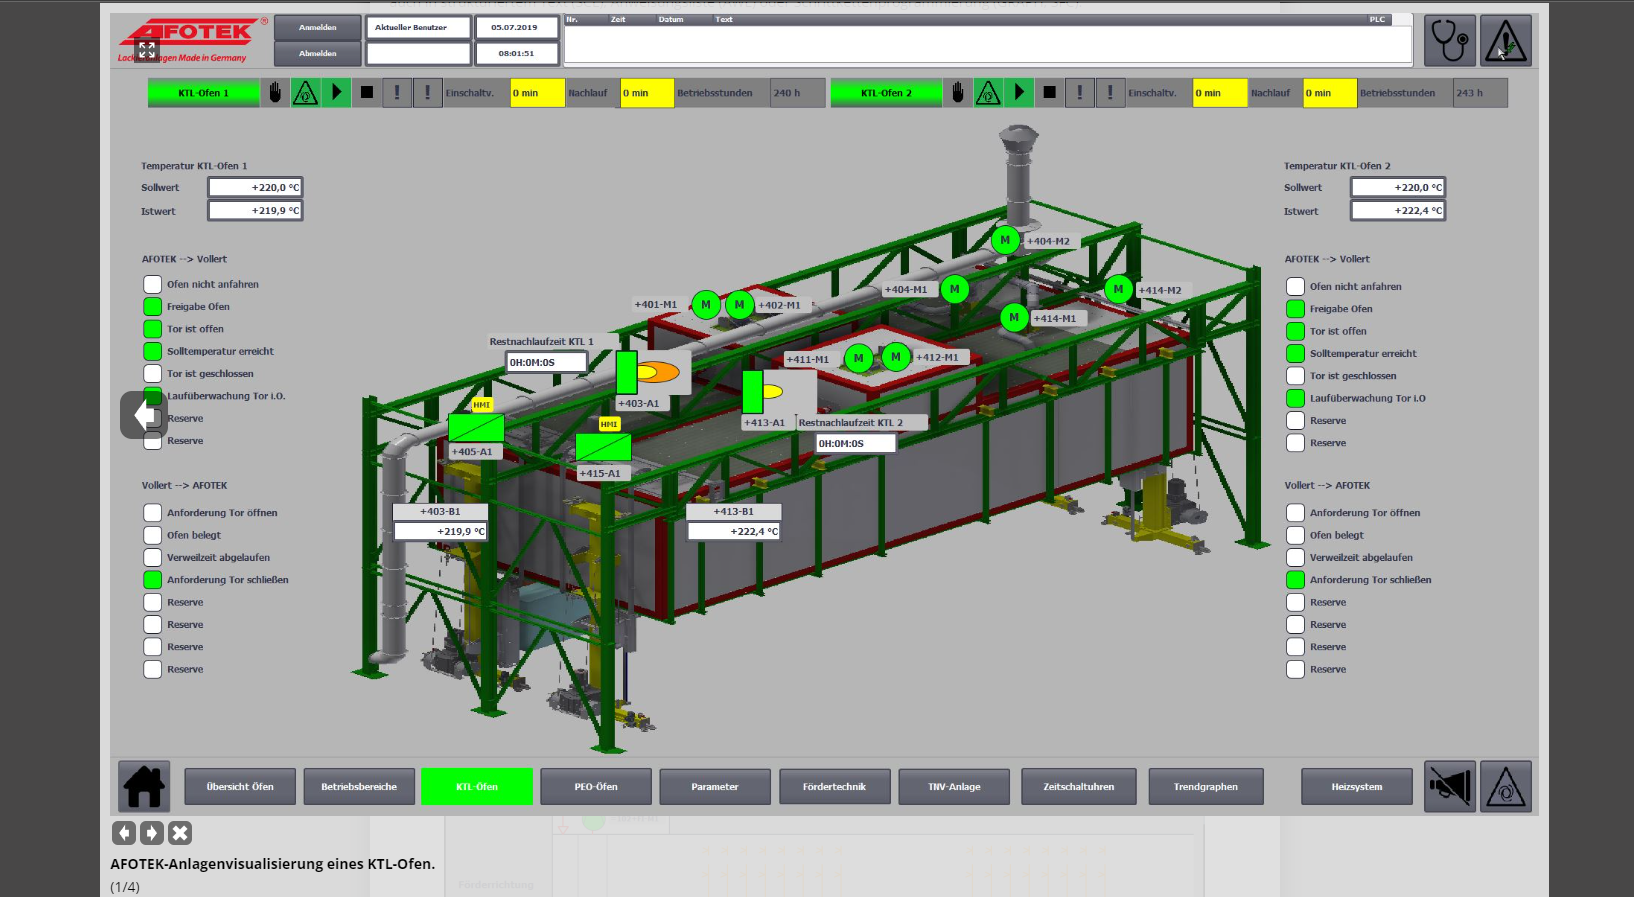 AFOTEK®
Lackieranlagen Made in Germany
Anmelden
Abmelden
Aktueller Benutzer
05.07.2019
08:01:51
Nr. Zeit Datum Text PLC
KTL-Ofen 1
! ! Einschaltv. 0 min Nachlauf 0 min Betriebsstunden 240 h
KTL-Ofen 2
! ! Einschaltv. 0 min Nachlauf 0 min Betriebsstunden 243 h
Temperatur KTL-Ofen 1
Sollwert +220,0 °C
Istwert +219,9 °C
AFOTEK --> Vollert
Ofen nicht anfahren
Freigabe Ofen
Tor ist offen
Solltemperatur erreicht
Tor ist geschlossen
Laufüberwachung Tor i.O.
Reserve
Reserve
Vollert --> AFOTEK
Anforderung Tor öffnen
Ofen belegt
Verweilzeit abgelaufen
Anforderung Tor schließen
Reserve
Reserve
Reserve
Reserve
M +404-M2
+404-M1 M
M +414-M2
M +414-M1
+401-M1 M M +402-M1
+411-M1 M M +412-M1
Restnachlaufzeit KTL 1
0H:0M:0S
+403-A1
+413-A1
Restnachlaufzeit KTL 2
0H:0M:0S
HMI
+405-A1
HMI
+415-A1
+403-B1
+219,9 °C
+413-B1
+222,4 °C
Temperatur KTL-Ofen 2
Sollwert +220,0 °C
Istwert +222,4 °C
AFOTEK --> Vollert
Ofen nicht anfahren
Freigabe Ofen
Tor ist offen
Solltemperatur erreicht
Tor ist geschlossen
Laufüberwachung Tor i.O
Reserve
Reserve
Vollert --> AFOTEK
Anforderung Tor öffnen
Ofen belegt
Verweilzeit abgelaufen
Anforderung Tor schließen
Reserve
Reserve
Reserve
Reserve
Übersicht Öfen
Betriebsbereiche
KTL-Öfen
PEO-Öfen
Parameter
Fördertechnik
TNV-Anlage
Zeitschaltuhren
Trendgraphen
Heizsystem
AFOTEK-Anlagenvisualisierung eines KTL-Ofen.
(1/4)
Förderrichtung